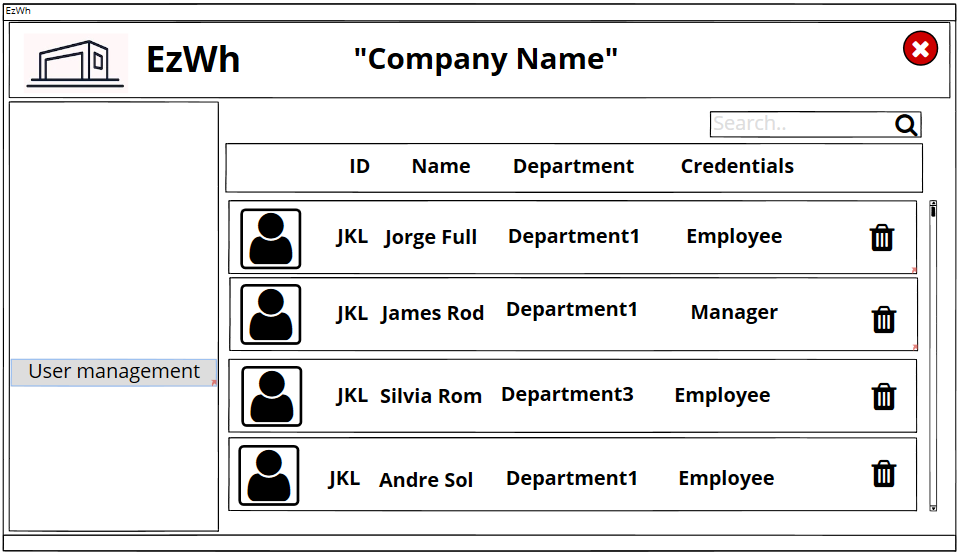 EzWh
EzWh "Company Name"
Search..
ID Name Department Credentials
JKL Jorge Full Department1 Employee
JKL James Rod Department1 Manager
User management
JKL Silvia Rom Department3 Employee
JKL Andre Sol Department1 Employee